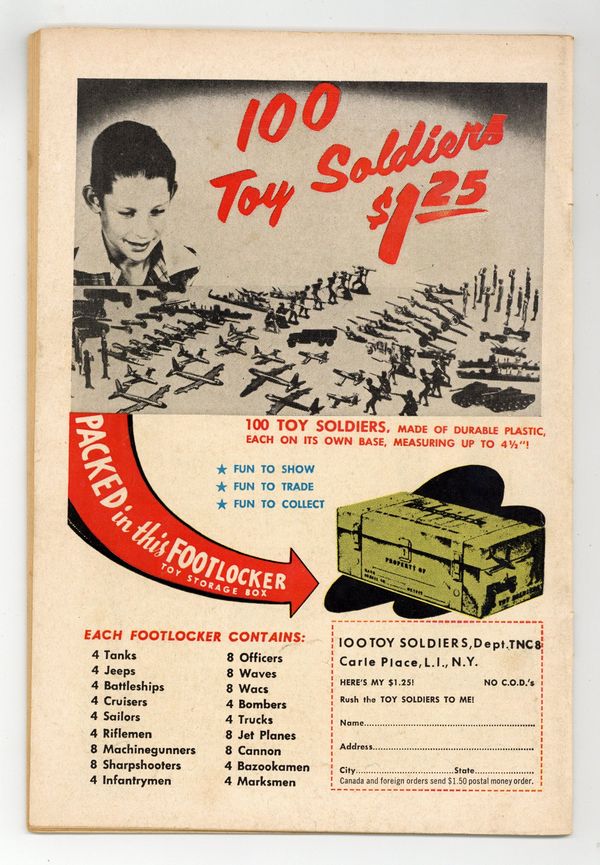 100
Toy Soldiers
$1.25
100 TOY SOLDIERS, MADE OF DURABLE PLASTIC,
EACH ON ITS OWN BASE, MEASURING UP TO 4½"!
★ FUN TO SHOW
★ FUN TO TRADE
★ FUN TO COLLECT
PACKED in this FOOTLOCKER
TOY STORAGE BOX
PROPERTY OF
EACH FOOTLOCKER CONTAINS:
4 Tanks
4 Jeeps
4 Battleships
4 Cruisers
4 Sailors
4 Riflemen
8 Machinegunners
8 Sharpshooters
4 Infantrymen
8 Officers
8 Waves
8 Wacs
4 Bombers
4 Trucks
8 Jet Planes
8 Cannon
4 Bazookamen
4 Marksmen
100 TOY SOLDIERS, Dept. TNC8
Carle Place, L.I., N.Y.
HERE'S MY $1.25! NO C.O.D.'s
Rush the TOY SOLDIERS TO ME!
Name
Address
City State
Canada and foreign orders send $1.50 postal money order.